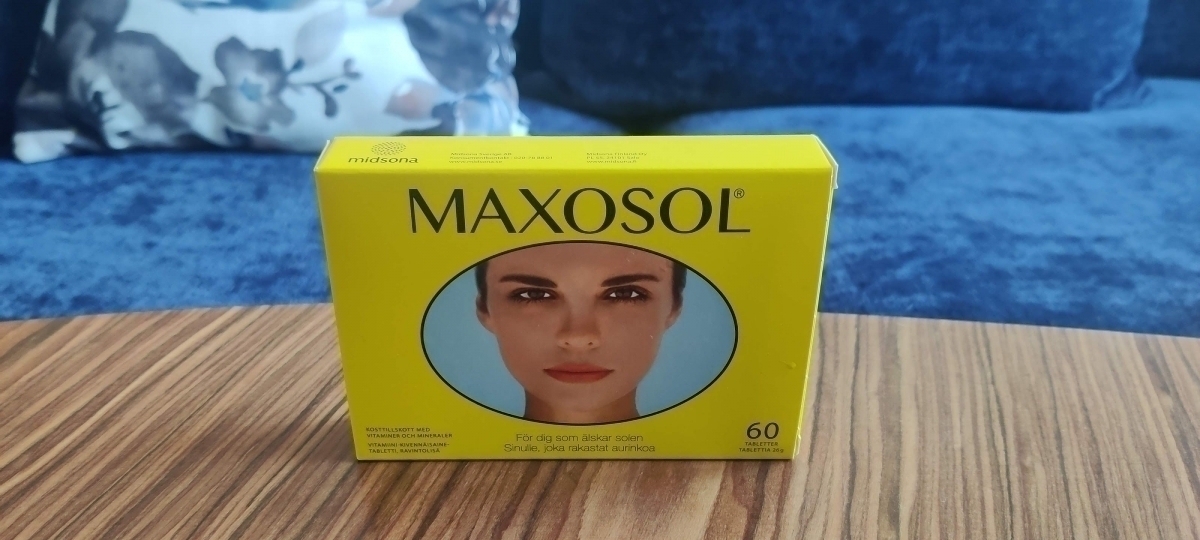 midsona
MAXOSOL®
KOSTTILLSKOTT MED
VITAMINER OCH MINERALER
VITAMIINI-KIVENNÄISAINE-
TABLETTI, RAVINTOLISÄ
För dig som älskar solen
Sinulle, joka rakastat aurinkoa
60
TABLETTER
TABLETTIA